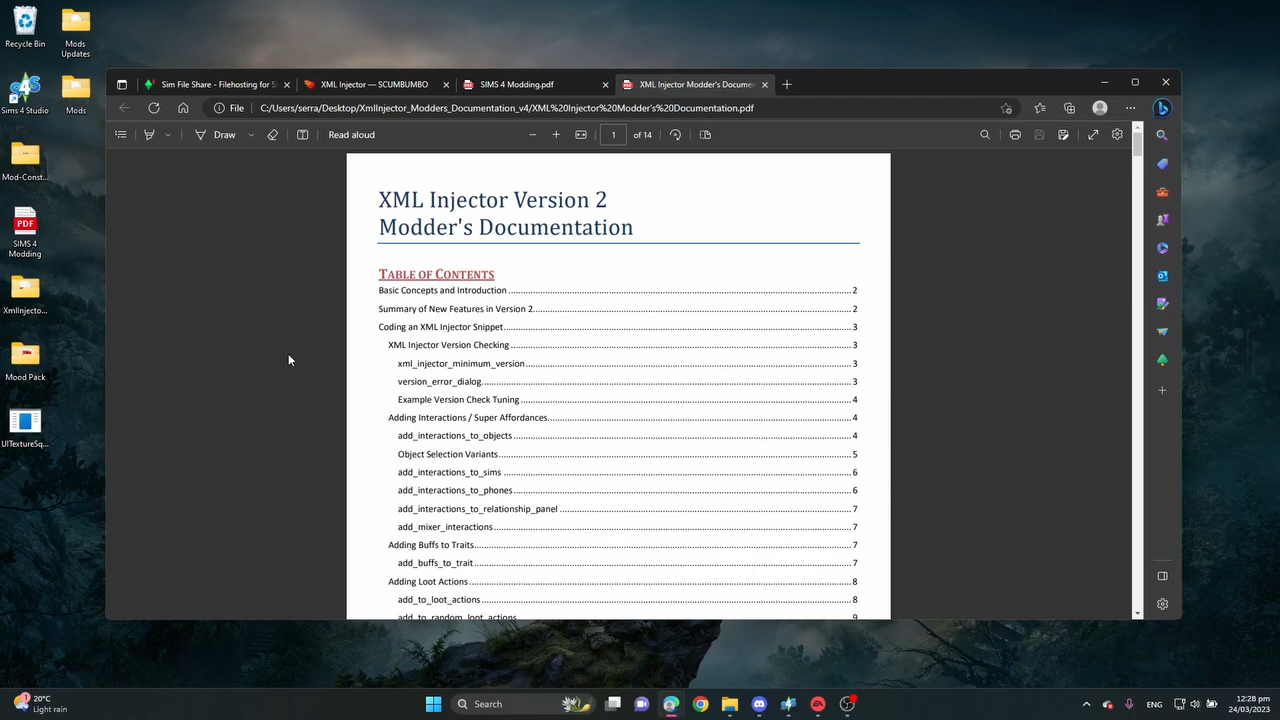 Recycle Bin
Mods Updates
Sims 4 Studio
Mods
Mod-Const...
PDF
SIMS 4 Modding
XmlInjecto...
Mood Pack
UITextureSq...
Sim File Share - Filehosting for S
XML Injector — SCUMBUMBO
SIMS 4 Modding.pdf
XML Injector Modder's Documen
File
C:/Users/serra/Desktop/XmlInjector_Modders_Documentation_v4/XML%20Injector%20Modder's%20Documentation.pdf
Draw
Read aloud
1 of 14
XML Injector Version 2
Modder's Documentation
TABLE OF CONTENTS
Basic Concepts and Introduction 2
Summary of New Features in Version 2 2
Coding an XML Injector Snippet 3
XML Injector Version Checking 3
xml_injector_minimum_version 3
version_error_dialog 3
Example Version Check Tuning 4
Adding Interactions / Super Affordances 4
add_interactions_to_objects 4
Object Selection Variants 5
add_interactions_to_sims 6
add_interactions_to_phones 6
add_interactions_to_relationship_panel 7
add_mixer_interactions 7
Adding Buffs to Traits 7
add_buffs_to_trait 7
Adding Loot Actions 8
add_to_loot_actions 8
add_to_random_loot_actions 9
1
20°C
Light rain
Search
ENG
12:28 pm
24/03/2023